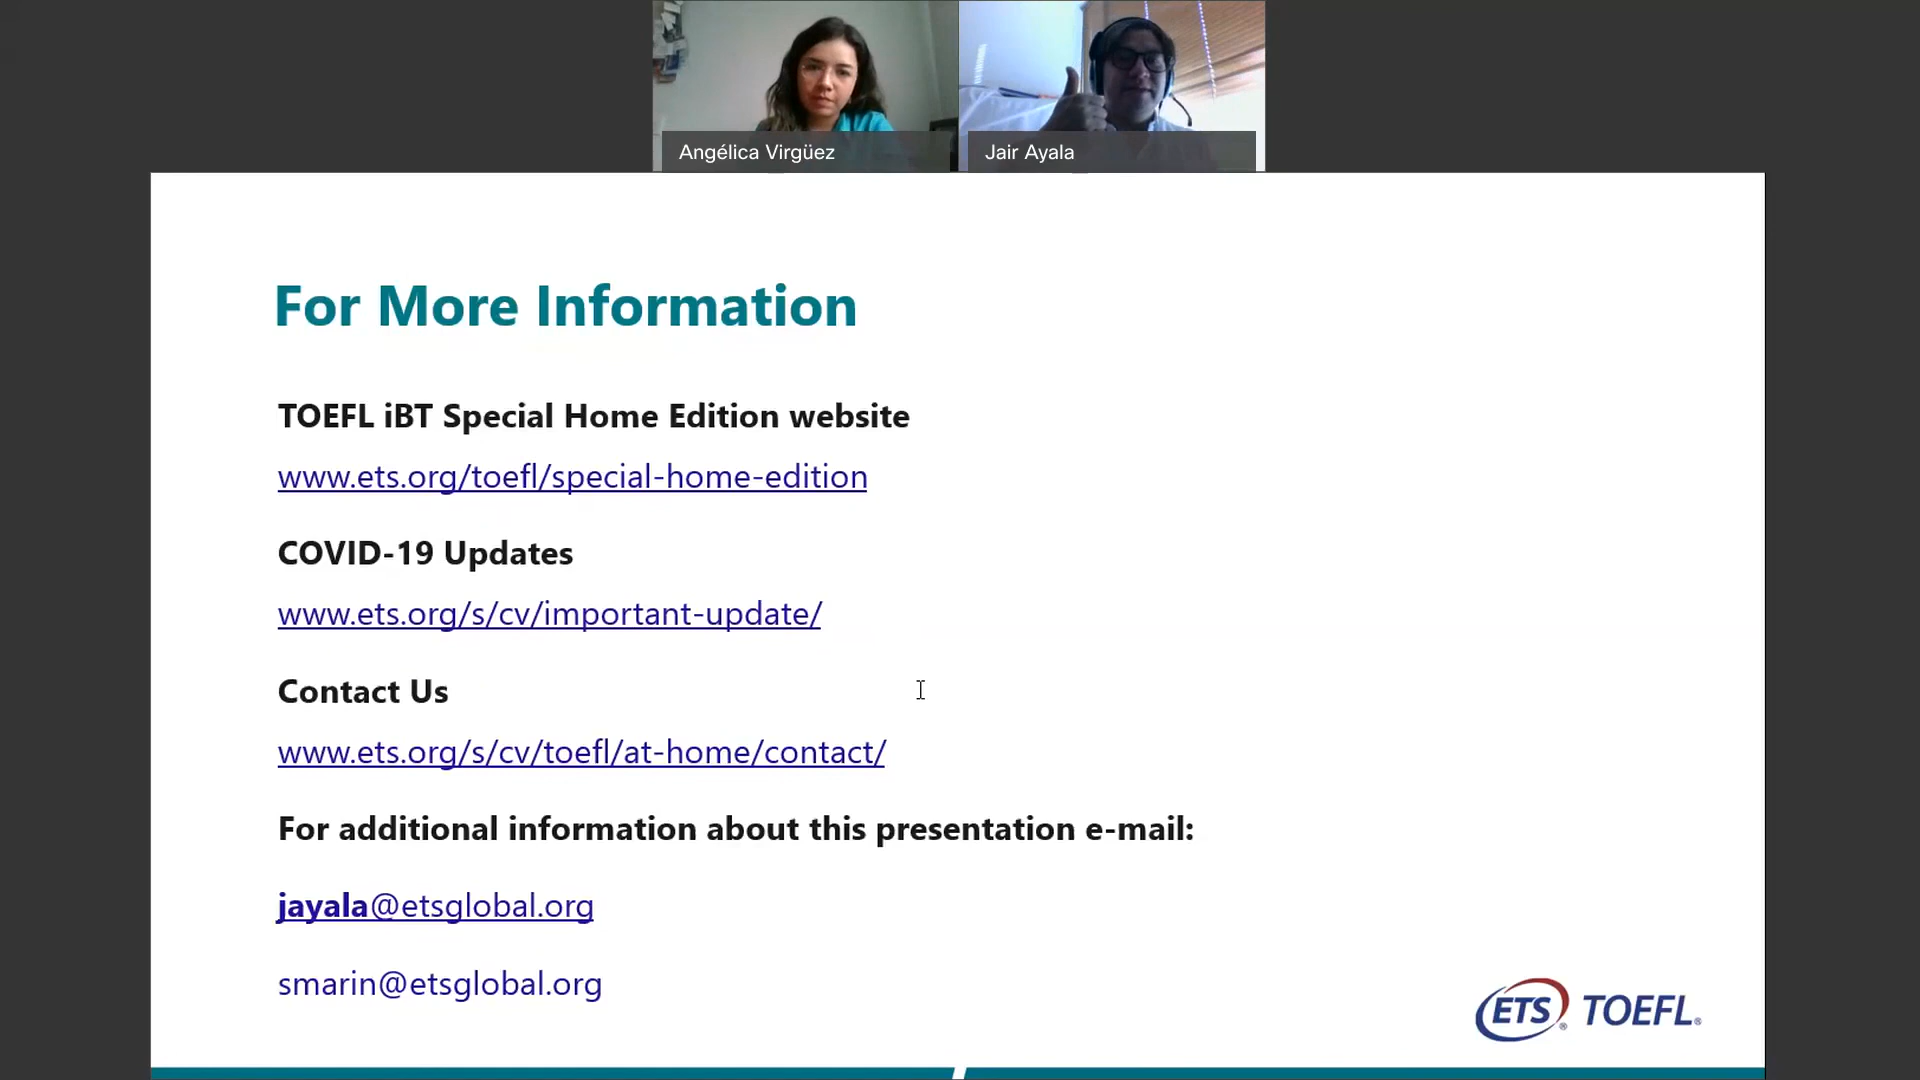 Angélica Virgüez
Jair Ayala
For More Information
TOEFL iBT Special Home Edition website
www.ets.org/toefl/special-home-edition
COVID-19 Updates
www.ets.org/s/cv/important-update/
Contact Us
www.ets.org/s/cv/toefl/at-home/contact/
For additional information about this presentation e-mail:
jayala@etsglobal.org
smarin@etsglobal.org
ETS® TOEFL®